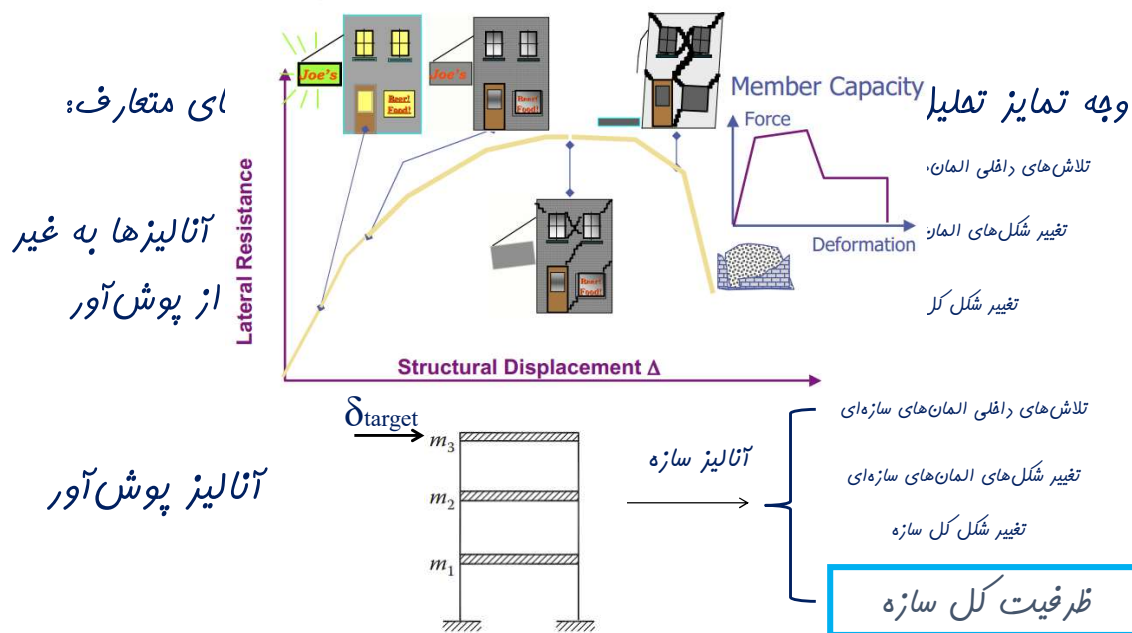 وجه تمایز تحلیل
ای متعارف:
Joe's
Beer!
Food!
Joe's
Beer!
Food!
Member Capacity
Force
Deformation
تلاش‌های داخلی المان‌
تغییر شکل‌های المان‌
تغییر شکل کل
آنالیزها به غیر
از پوش‌آور
Lateral Resistance
Beer!
Food!
Structural Displacement Δ
آنالیز پوش‌آور
δtarget
m3
m2
m1
آنالیز سازه
تلاش‌های داخلی المان‌های سازه‌ای
تغییر شکل‌های المان‌های سازه‌ای
تغییر شکل کل سازه
ظرفیت کل سازه